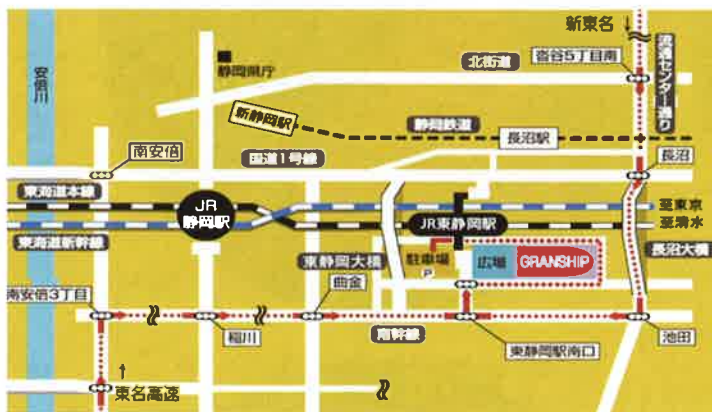 新東名
↓
北街道
沓谷5丁目南
流通センター通り
静岡県庁
安倍川
新静岡駅
静岡鉄道
長沼駅
南安倍
国道1号線
長沼
東海道本線
JR
静岡駅
JR東静岡駅
至東京
至清水
東海道新幹線
東静岡大橋
駐車場
P
広場
GRANSHIP
長沼大橋
南安倍3丁目
曲金
稲川
南幹線
東静岡駅南口
池田
↑
東名高速